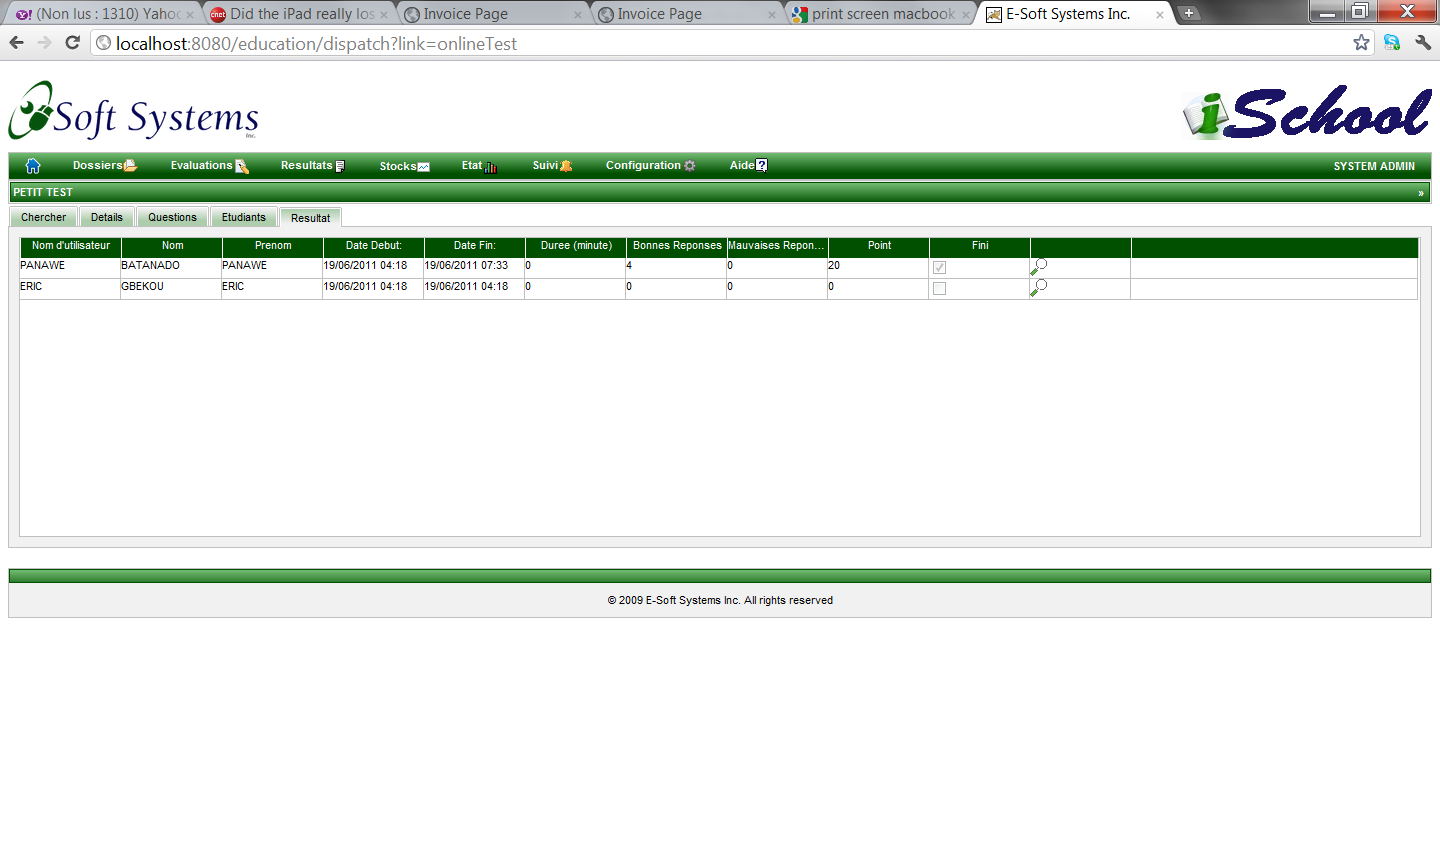 (Non lus : 1310) Yahoo Did the iPad really los Invoice Page Invoice Page print screen macbook E-Soft Systems Inc.
localhost:8080/education/dispatch?link=onlineTest
Soft Systems Inc.
iSchool
Dossiers Evaluations Resultats Stocks Etat Suivi Configuration Aide SYSTEM ADMIN
PETIT TEST »
Chercher Details Questions Etudiants Resultat
Nom d'utilisateur Nom Prenom Date Debut: Date Fin: Duree (minute) Bonnes Reponses Mauvaises Repon... Point Fini
PANAWE BATANADO PANAWE 19/06/2011 04:18 19/06/2011 07:33 0 4 0 20
ERIC GBEKOU ERIC 19/06/2011 04:18 19/06/2011 04:18 0 0 0 0
© 2009 E-Soft Systems Inc. All rights reserved